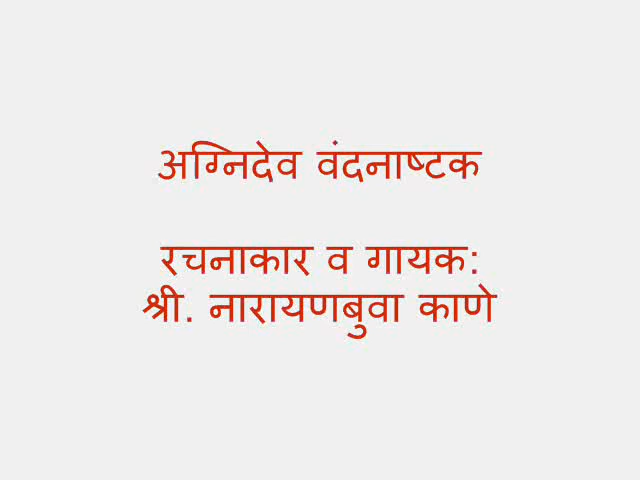 अग्निदेव वंदनाष्टक
रचनाकार व गायक:
श्री. नारायणबुवा काणे